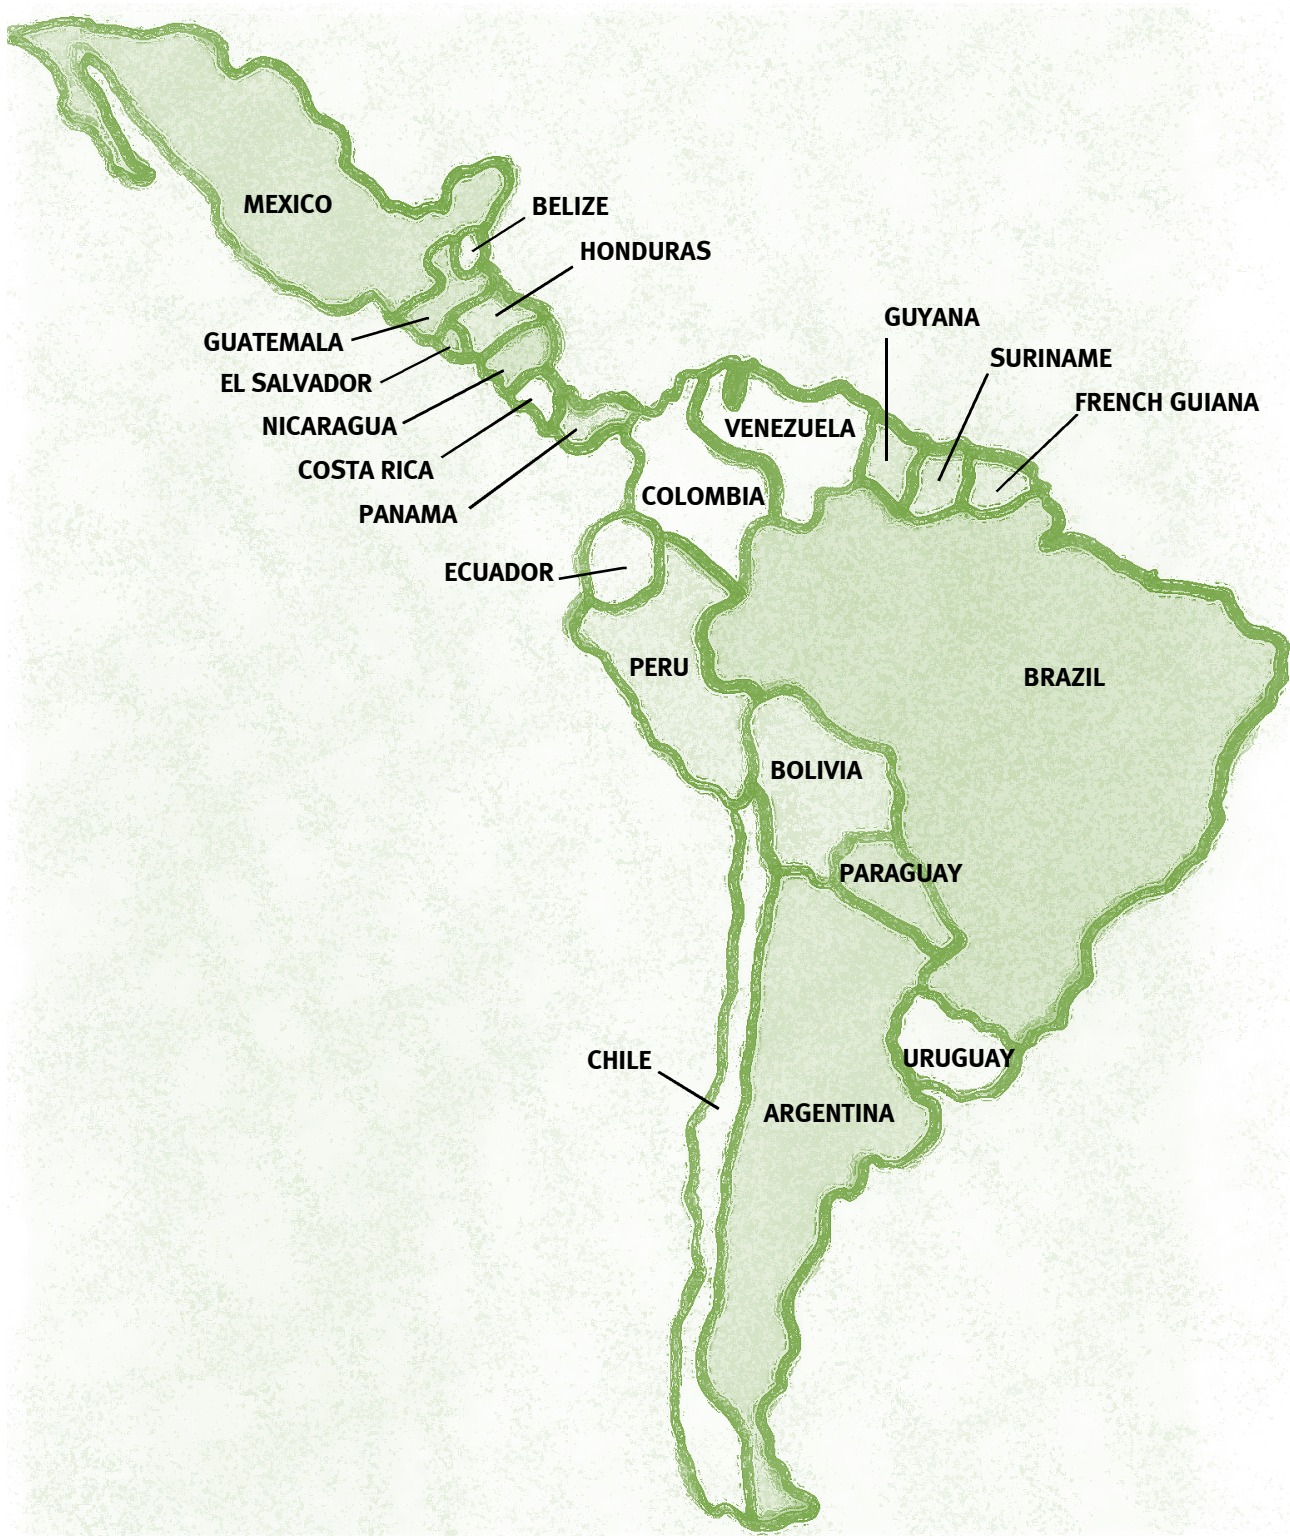 MEXICO
BELIZE
HONDURAS
GUATEMALA
EL SALVADOR
NICARAGUA
COSTA RICA
PANAMA
GUYANA
SURINAME
FRENCH GUIANA
VENEZUELA
COLOMBIA
ECUADOR
PERU
BRAZIL
BOLIVIA
PARAGUAY
CHILE
URUGUAY
ARGENTINA